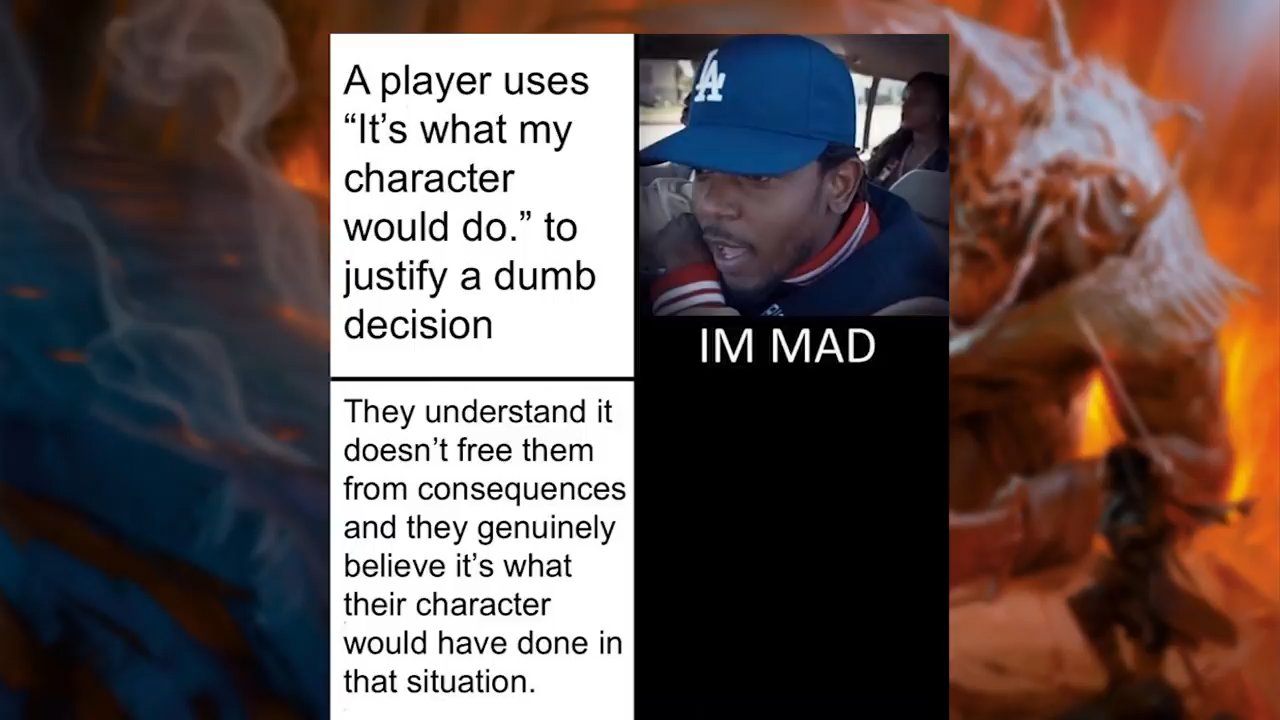 A player uses
“It’s what my
character
would do.” to
justify a dumb
decision
LA
IM MAD
They understand it
doesn’t free them
from consequences
and they genuinely
believe it’s what
their character
would have done in
that situation.